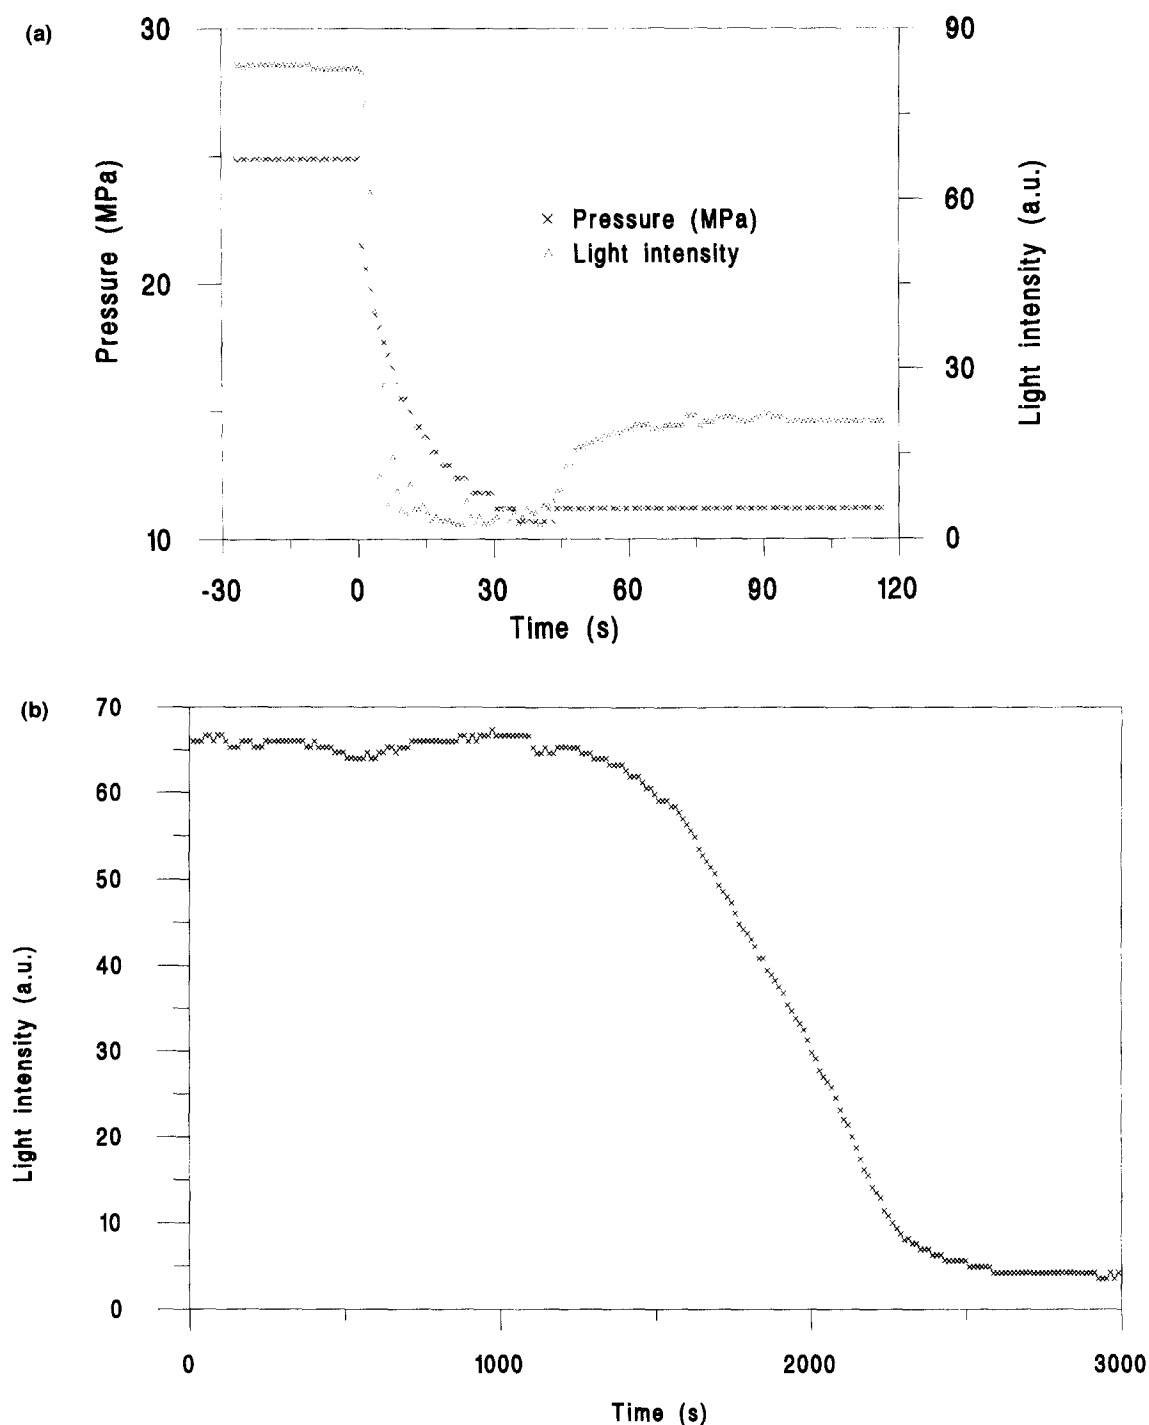 (a)
30
90
60
× Pressure (MPa)
△ Light intensity
Pressure (MPa)
Light intensity (a.u.)
20
30
10
0
-30 0 30 60 90 120
Time (s)
(b)
70
60
50
40
30
20
10
0
Light intensity (a.u.)
0 1000 2000 3000
Time (s)